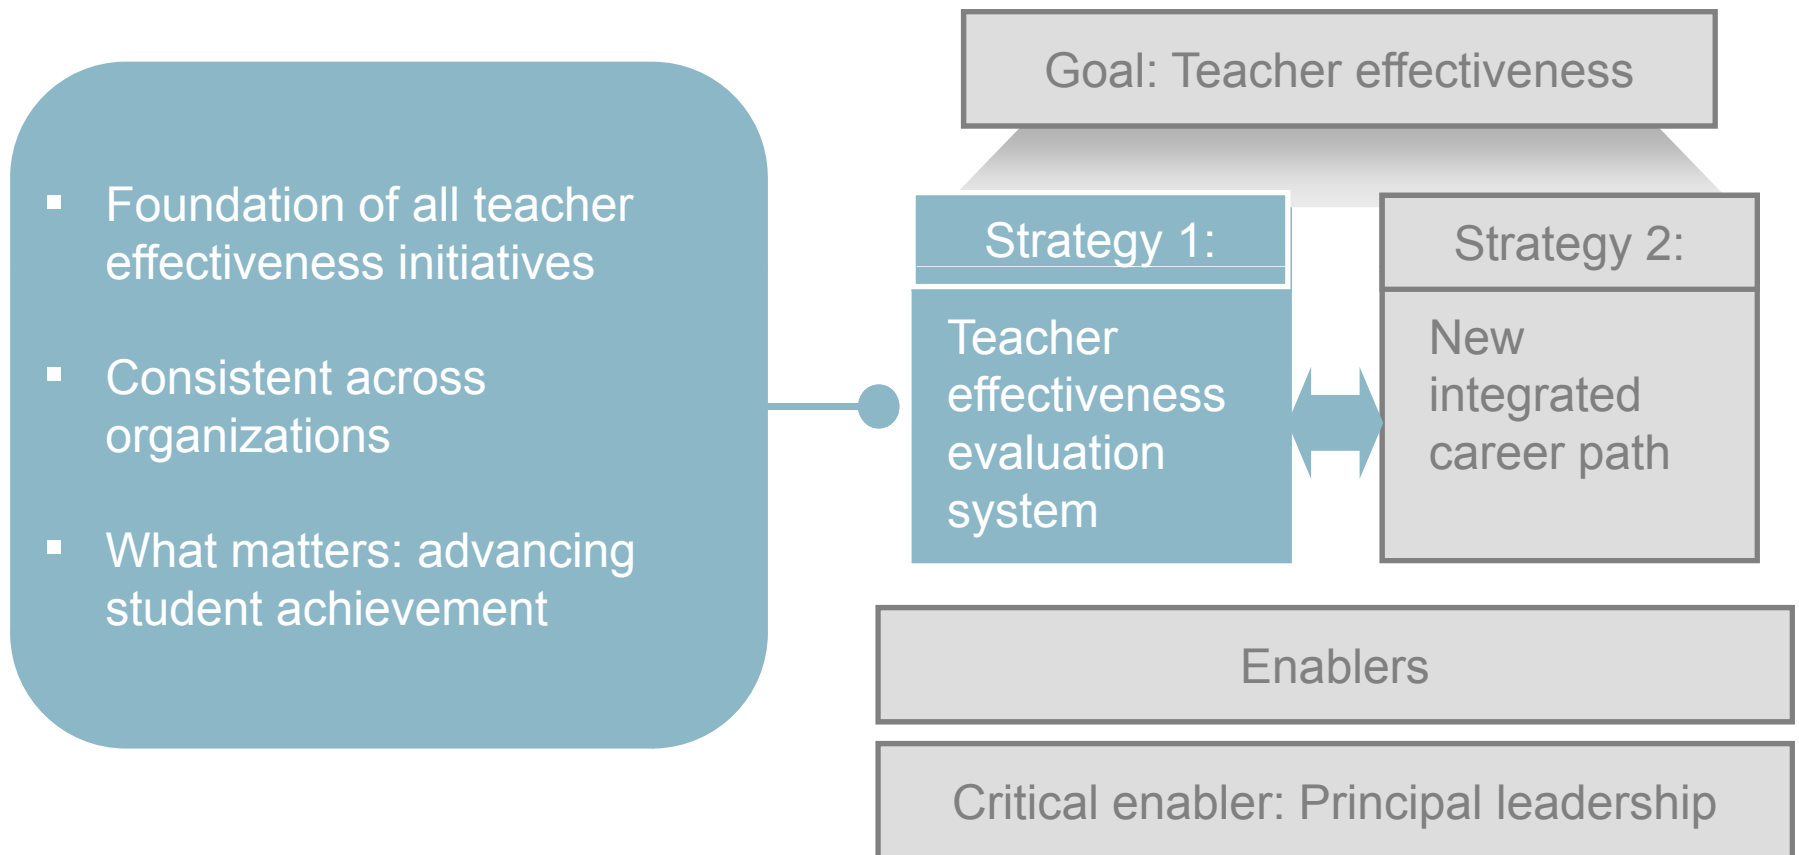 Goal: Teacher effectiveness
▪ Foundation of all teacher
effectiveness initiatives
▪ Consistent across
organizations
▪ What matters: advancing
student achievement
Strategy 1:
Teacher
effectiveness
evaluation
system
Strategy 2:
New
integrated
career path
Enablers
Critical enabler: Principal leadership